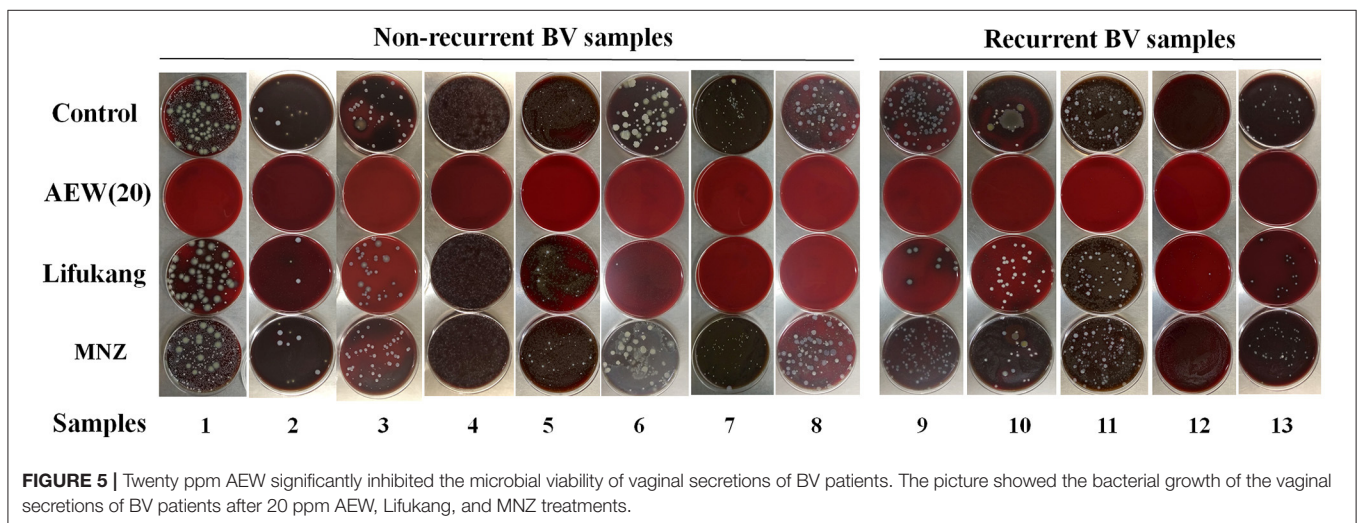 Non-recurrent BV samples
Recurrent BV samples
Control
AEW(20)
Lifukang
MNZ
Samples 1 2 3 4 5 6 7 8 9 10 11 12 13
FIGURE 5 | Twenty ppm AEW significantly inhibited the microbial viability of vaginal secretions of BV patients. The picture showed the bacterial growth of the vaginal
secretions of BV patients after 20 ppm AEW, Lifukang, and MNZ treatments.